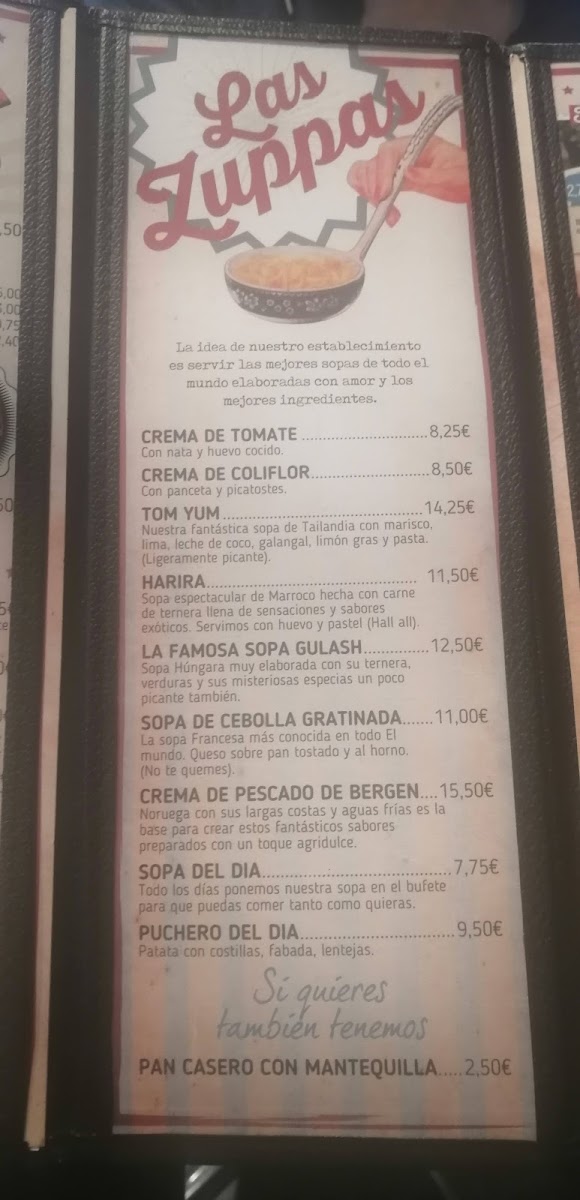 Las
Zuppas
La idea de nuestro establecimiento
es servir las mejores sopas de todo el
mundo elaboradas con amor y los
mejores ingredientes.
CREMA DE TOMATE ............................8,25€
Con nata y huevo cocido.
CREMA DE COLIFLOR...........................8,50€
Con panceta y picatostes.
TOM YUM.............................................14,25€
Nuestra fantástica sopa de Tailandia con marisco,
lima, leche de coco, galangal, limón gras y pasta.
(Ligeramente picante).
HARIRA............................................... 11,50€
Sopa espectacular de Marroco hecha con carne
de ternera llena de sensaciones y sabores
exóticos. Servimos con huevo y pastel (Hall all).
LA FAMOSA SOPA GULASH..............12,50€
Sopa Húngara muy elaborada con su ternera,
verduras y sus misteriosas especias un poco
picante también.
SOPA DE CEBOLLA GRATINADA.......11,00€
La sopa Francesa más conocida en todo El
mundo. Queso sobre pan tostado y al horno.
(No te quemes).
CREMA DE PESCADO DE BERGEN....15,50€
Noruega con sus largas costas y aguas frías es la
base para crear estos fantásticos sabores
preparados con un toque agridulce.
SOPA DEL DIA..........................................7,75€
Todo los días ponemos nuestra sopa en el bufete
para que puedas comer tanto como quieras.
PUCHERO DEL DIA..................................9,50€
Patata con costillas, fabada, lentejas.
Si quieres
también tenemos
PAN CASERO CON MANTEQUILLA.....2,50€